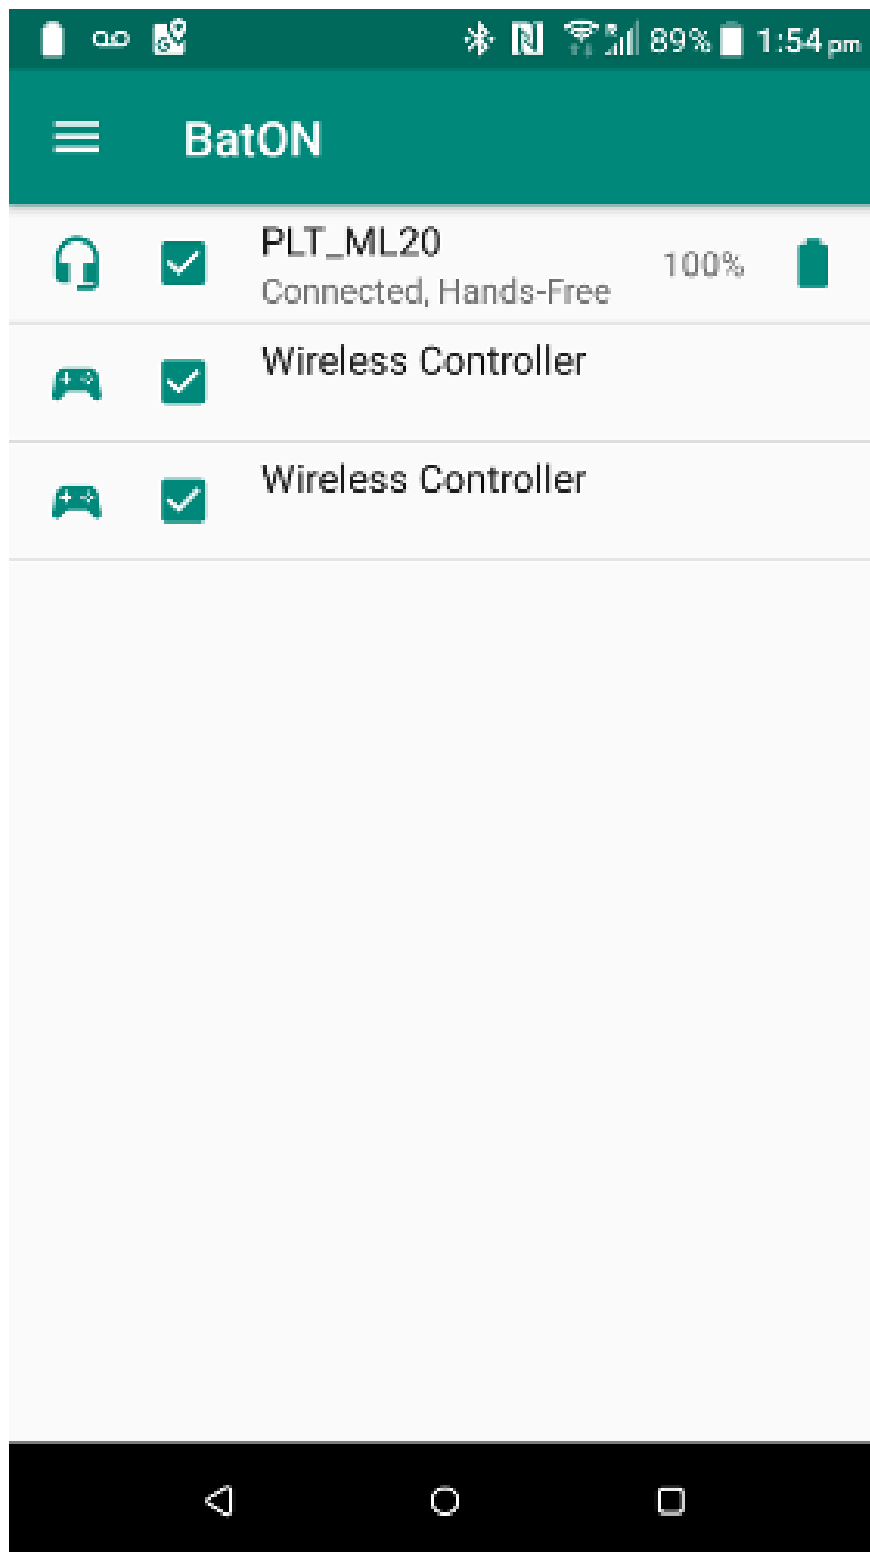 89% 1:54 pm
BatON
PLT_ML20
Connected, Hands-Free
100%
Wireless Controller
Wireless Controller